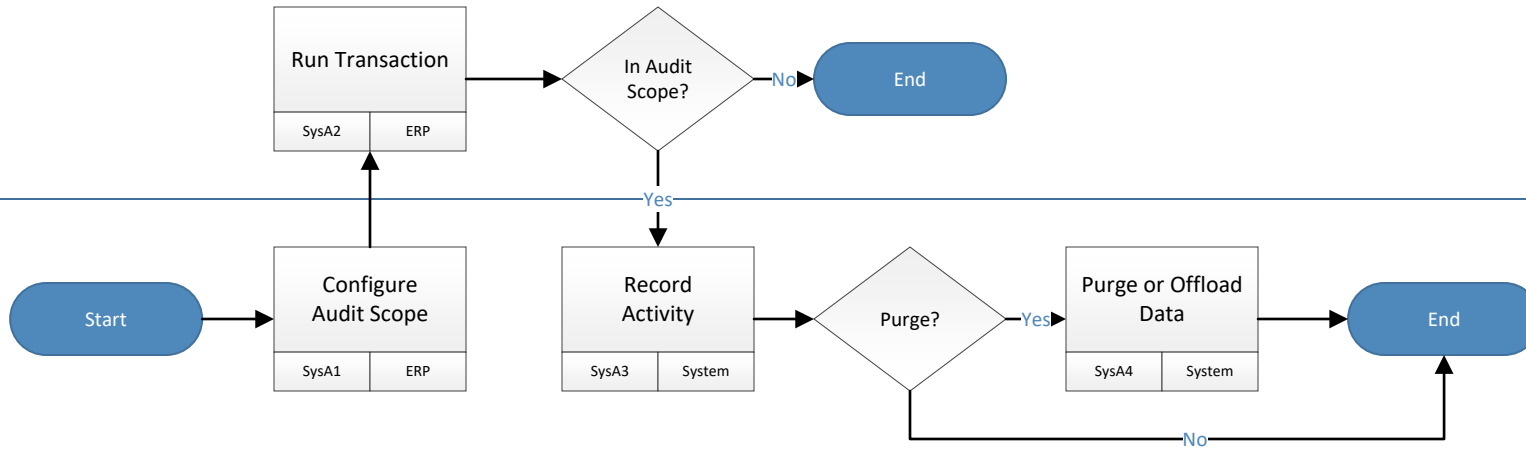 Run Transaction
SysA2
ERP
In Audit
Scope?
No
End
Yes
Start
Configure
Audit Scope
SysA1
ERP
Record
Activity
SysA3
System
Purge?
Yes
Purge or Offload
Data
SysA4
System
End
No